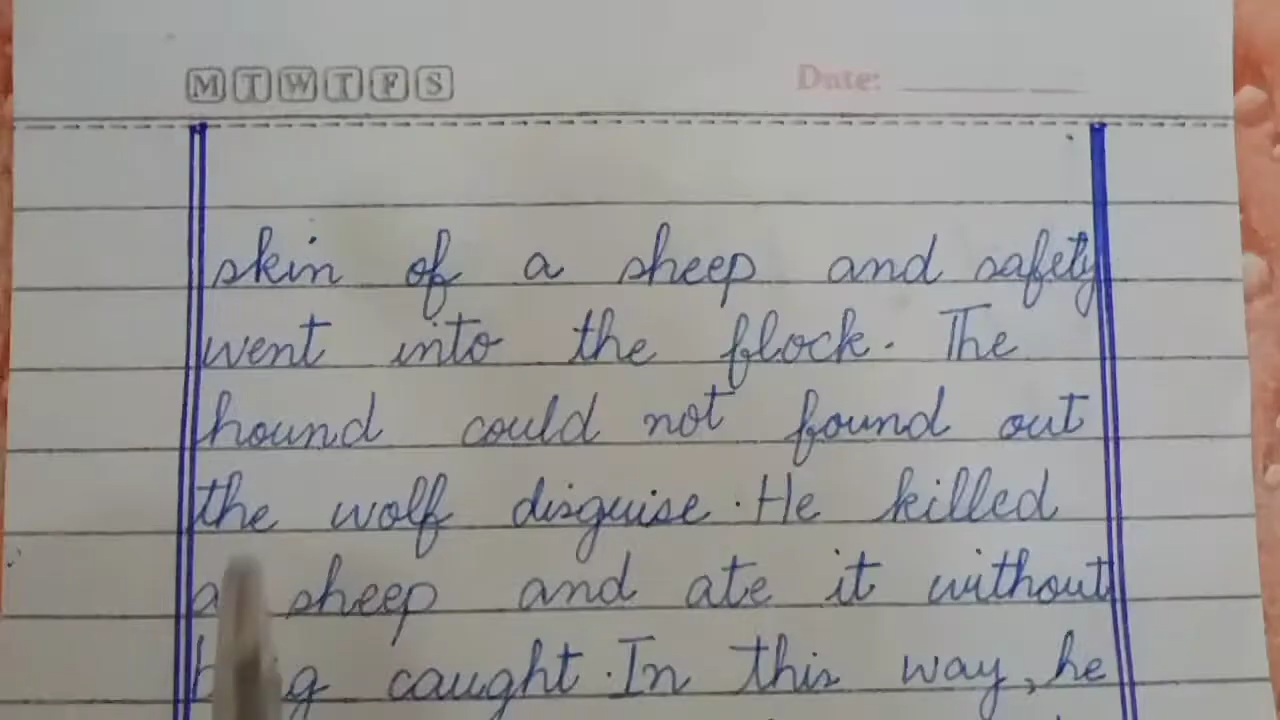 M T W T F S
Date:
skin of a sheep and safety
went into the flock. The
hound could not found out
the wolf disguise. He killed
a sheep and ate it without
caught. In this way, he